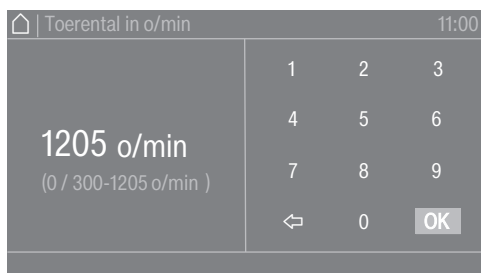 | Toerental in o/min 11:00
1 2 3
4 5 6
1205 o/min
(0 / 300-1205 o/min )
7 8 9
0 OK